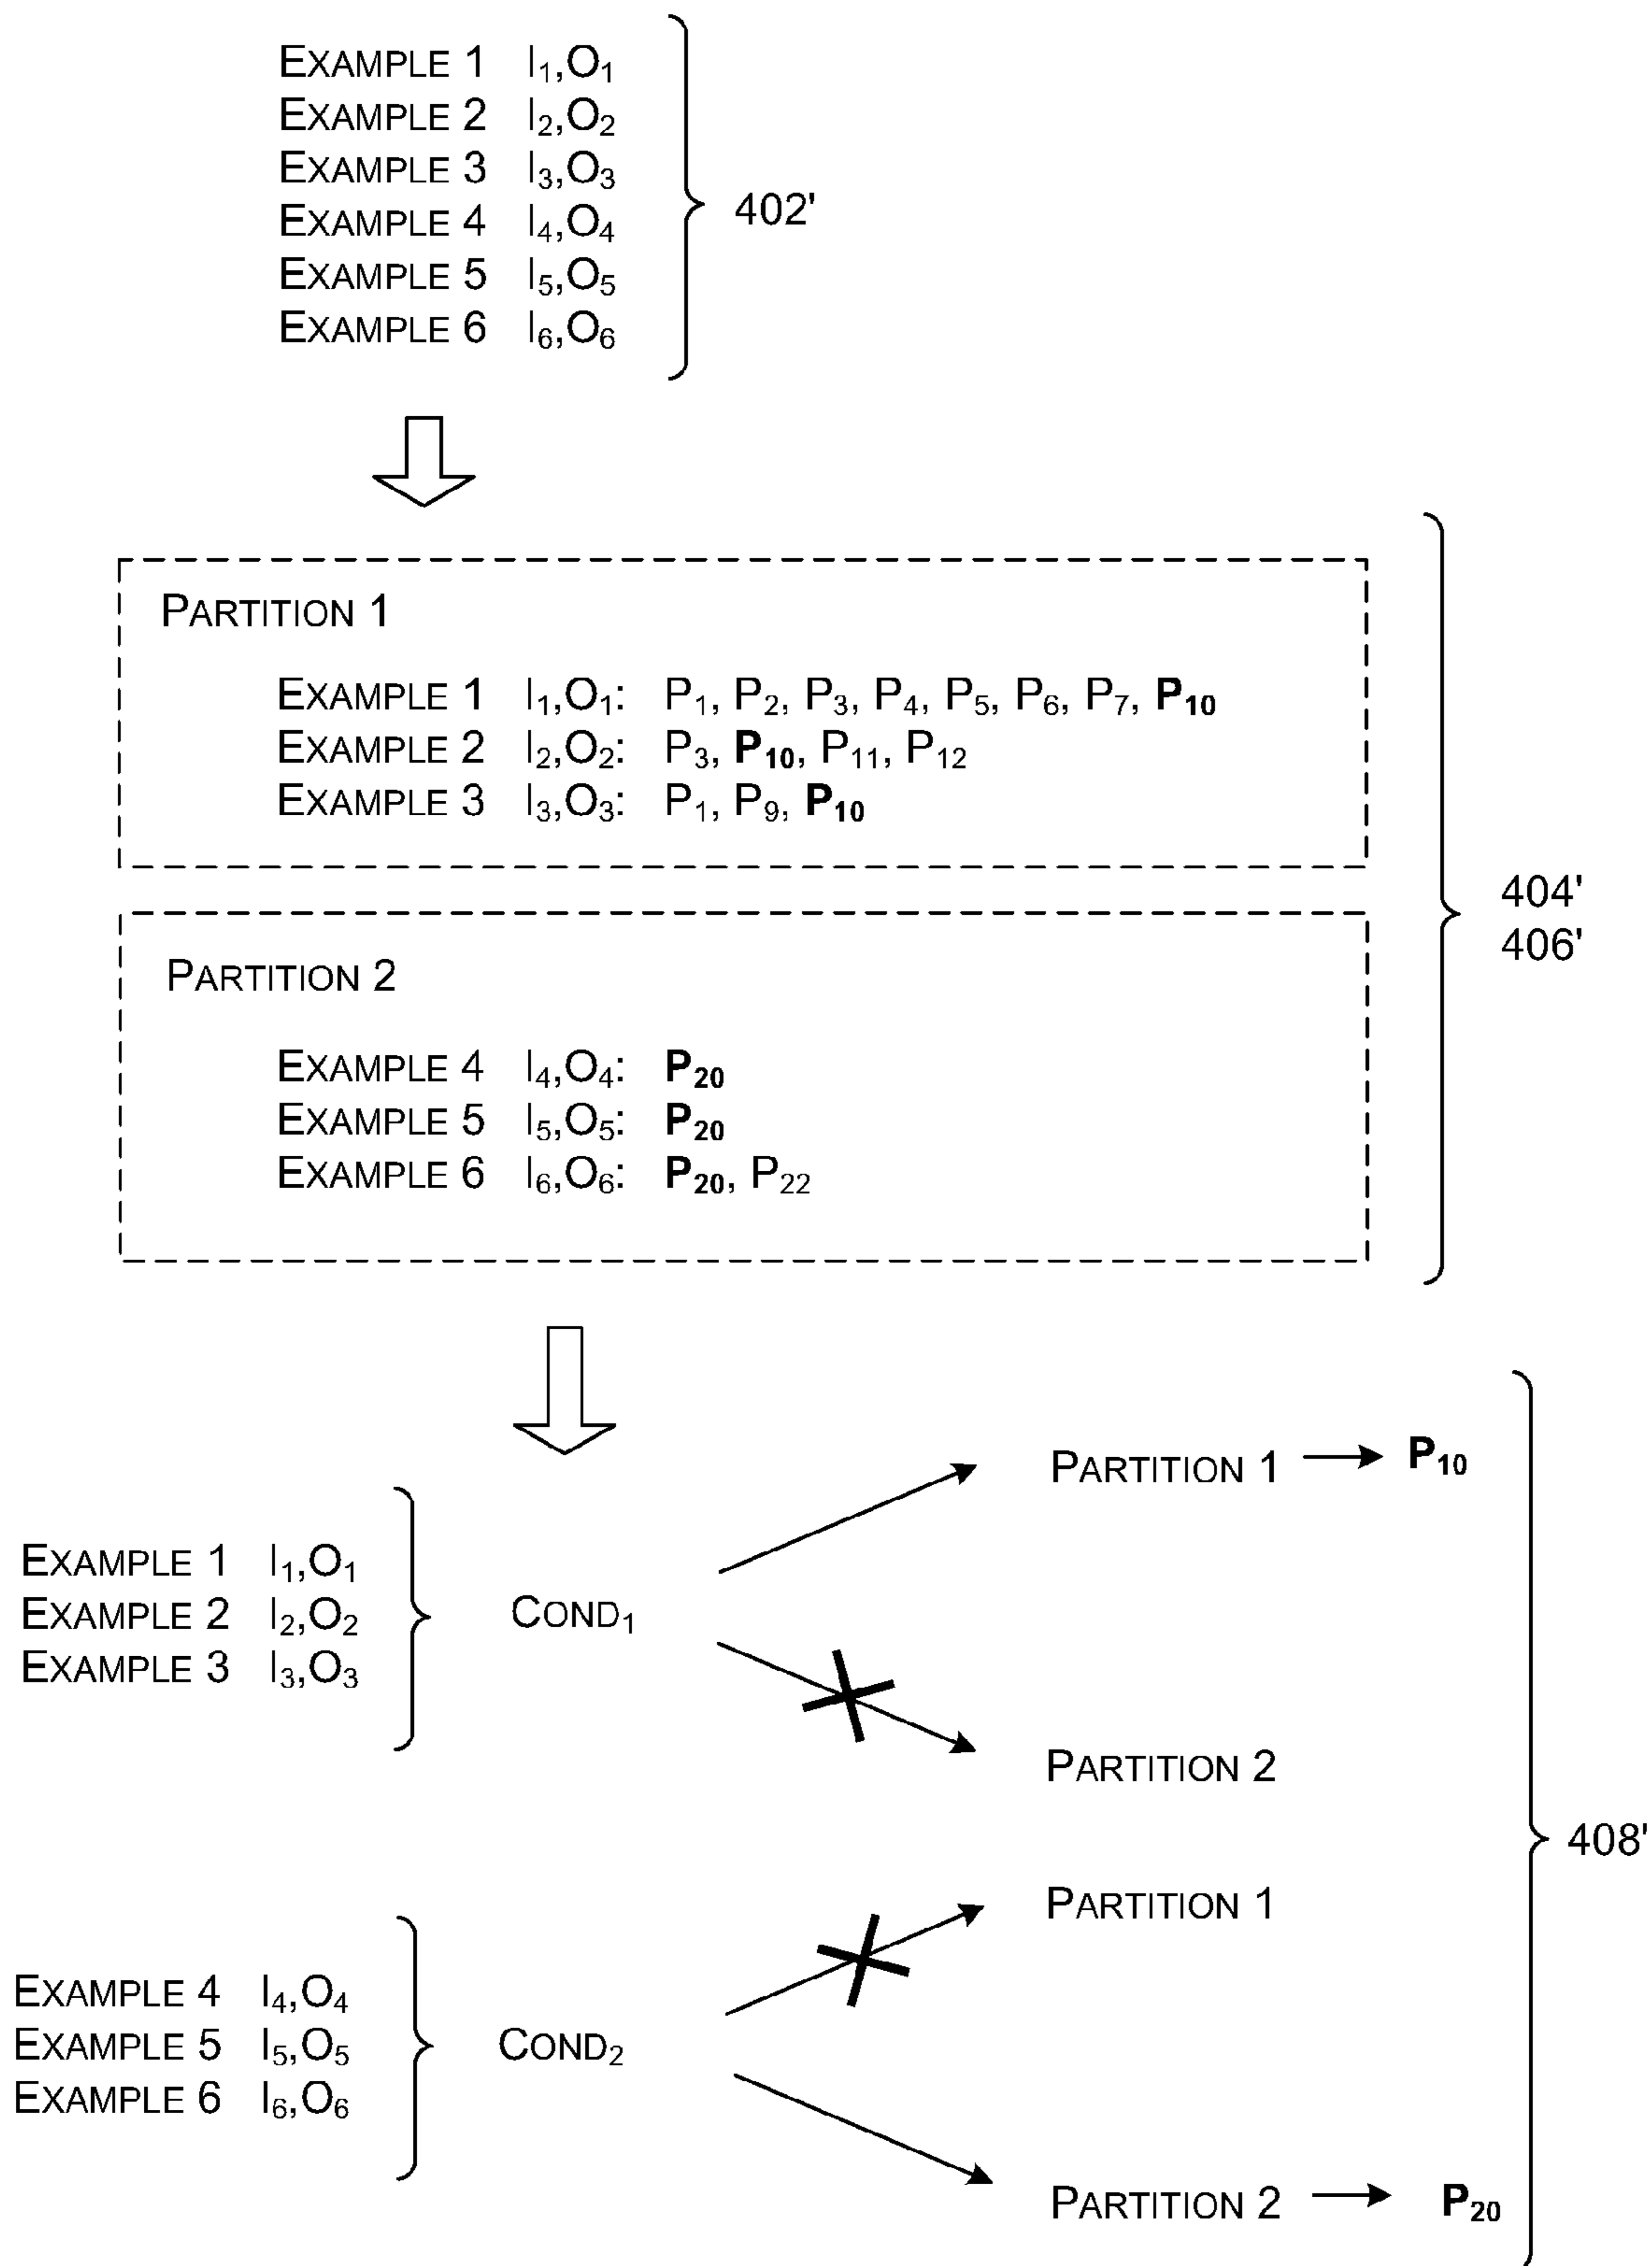 EXAMPLE 1 I₁,O₁
EXAMPLE 2 I₂,O₂
EXAMPLE 3 I₃,O₃
EXAMPLE 4 I₄,O₄
EXAMPLE 5 I₅,O₅
EXAMPLE 6 I₆,O₆
402'
PARTITION 1
EXAMPLE 1 I₁,O₁: P₁, P₂, P₃, P₄, P₅, P₆, P₇, P₁₀
EXAMPLE 2 I₂,O₂: P₃, P₁₀, P₁₁, P₁₂
EXAMPLE 3 I₃,O₃: P₁, P₉, P₁₀
404'
406'
PARTITION 2
EXAMPLE 4 I₄,O₄: P₂₀
EXAMPLE 5 I₅,O₅: P₂₀
EXAMPLE 6 I₆,O₆: P₂₀, P₂₂
PARTITION 1 P₁₀
EXAMPLE 1 I₁,O₁
EXAMPLE 2 I₂,O₂
EXAMPLE 3 I₃,O₃
COND₁
PARTITION 2
408'
PARTITION 1
EXAMPLE 4 I₄,O₄
EXAMPLE 5 I₅,O₅
EXAMPLE 6 I₆,O₆
COND₂
PARTITION 2 P₂₀